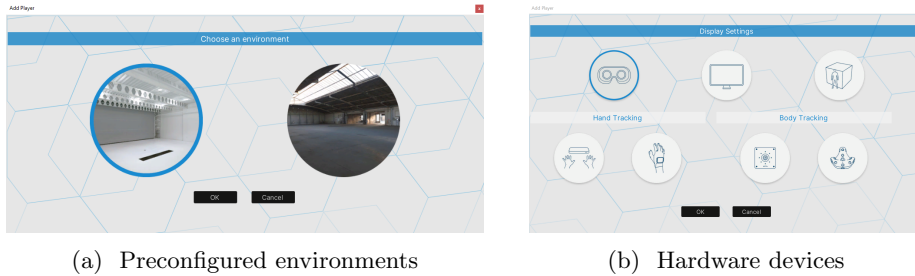 Add Player
x
Choose an environment
OK
Cancel
(a) Preconfigured environments
Add Player
Display Settings
Hand Tracking
Body Tracking
OK
Cancel
(b) Hardware devices